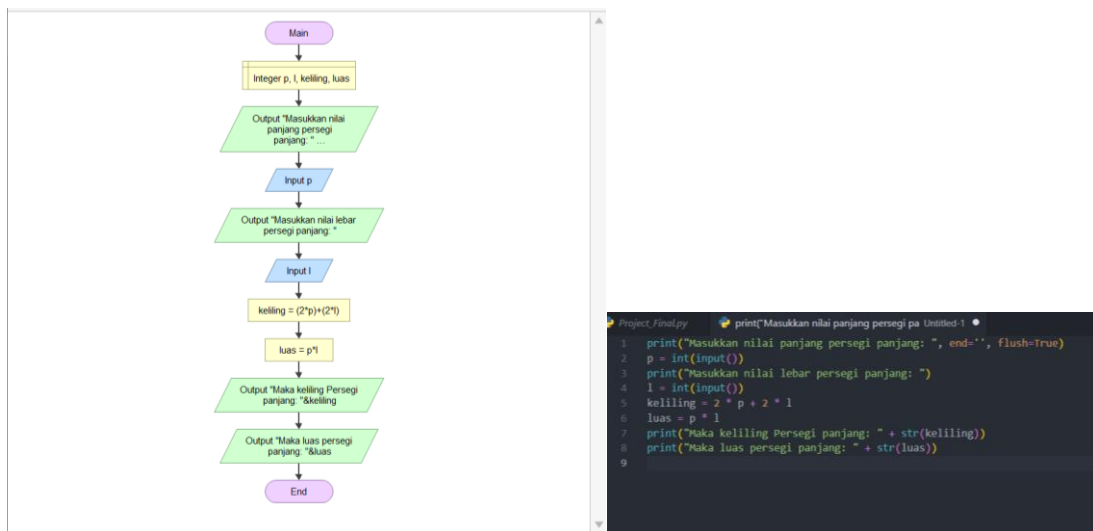 Main
Integer p, l, keliling, luas
Output "Masukkan nilai
panjang persegi
panjang: " ...
Input p
Output "Masukkan nilai lebar
persegi panjang: "
Input l
keliling = (2*p)+(2*l)
luas = p*l
Output "Maka keliling Persegi
panjang: "&keliling
Output "Maka luas persegi
panjang: "&luas
End
Project_Final.py
print("Masukkan nilai panjang persegi pa Untitled-1
1 print("Masukkan nilai panjang persegi panjang: ", end='', flush=True)
2 p = int(input())
3 print("Masukkan nilai lebar persegi panjang: ")
4 l = int(input())
5 keliling = 2 * p + 2 * l
6 luas = p * l
7 print("Maka keliling Persegi panjang: " + str(keliling))
8 print("Maka luas persegi panjang: " + str(luas))
9